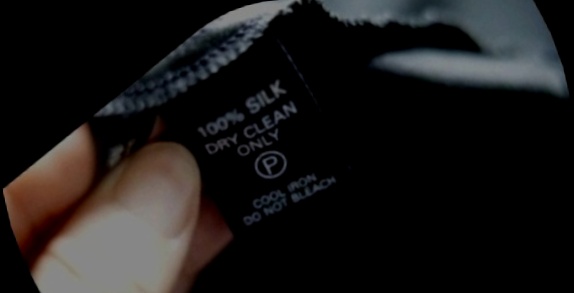 100% SILK
DRY CLEAN
ONLY
P
COOL IRON
DO NOT BLEACH